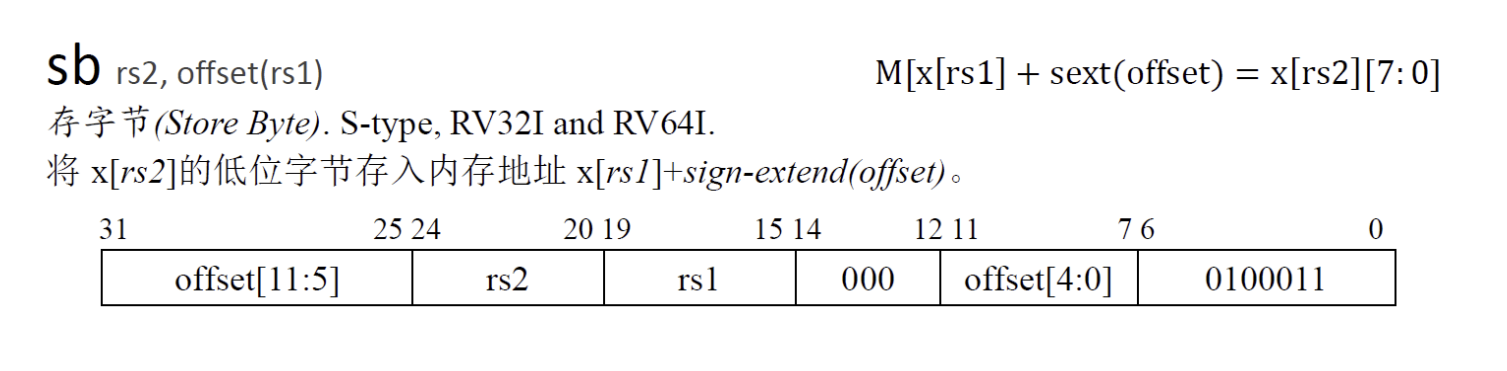 sb rs2, offset(rs1) M[x[rs1] + sext(offset) = x[rs2][7: 0]
存字节(Store Byte). S-type, RV32I and RV64I.
将 x[rs2]的低位字节存入内存地址 x[rs1]+sign-extend(offset)。
31 25 24 20 19 15 14 12 11 7 6 0
offset[11:5] rs2 rs1 000 offset[4:0] 0100011